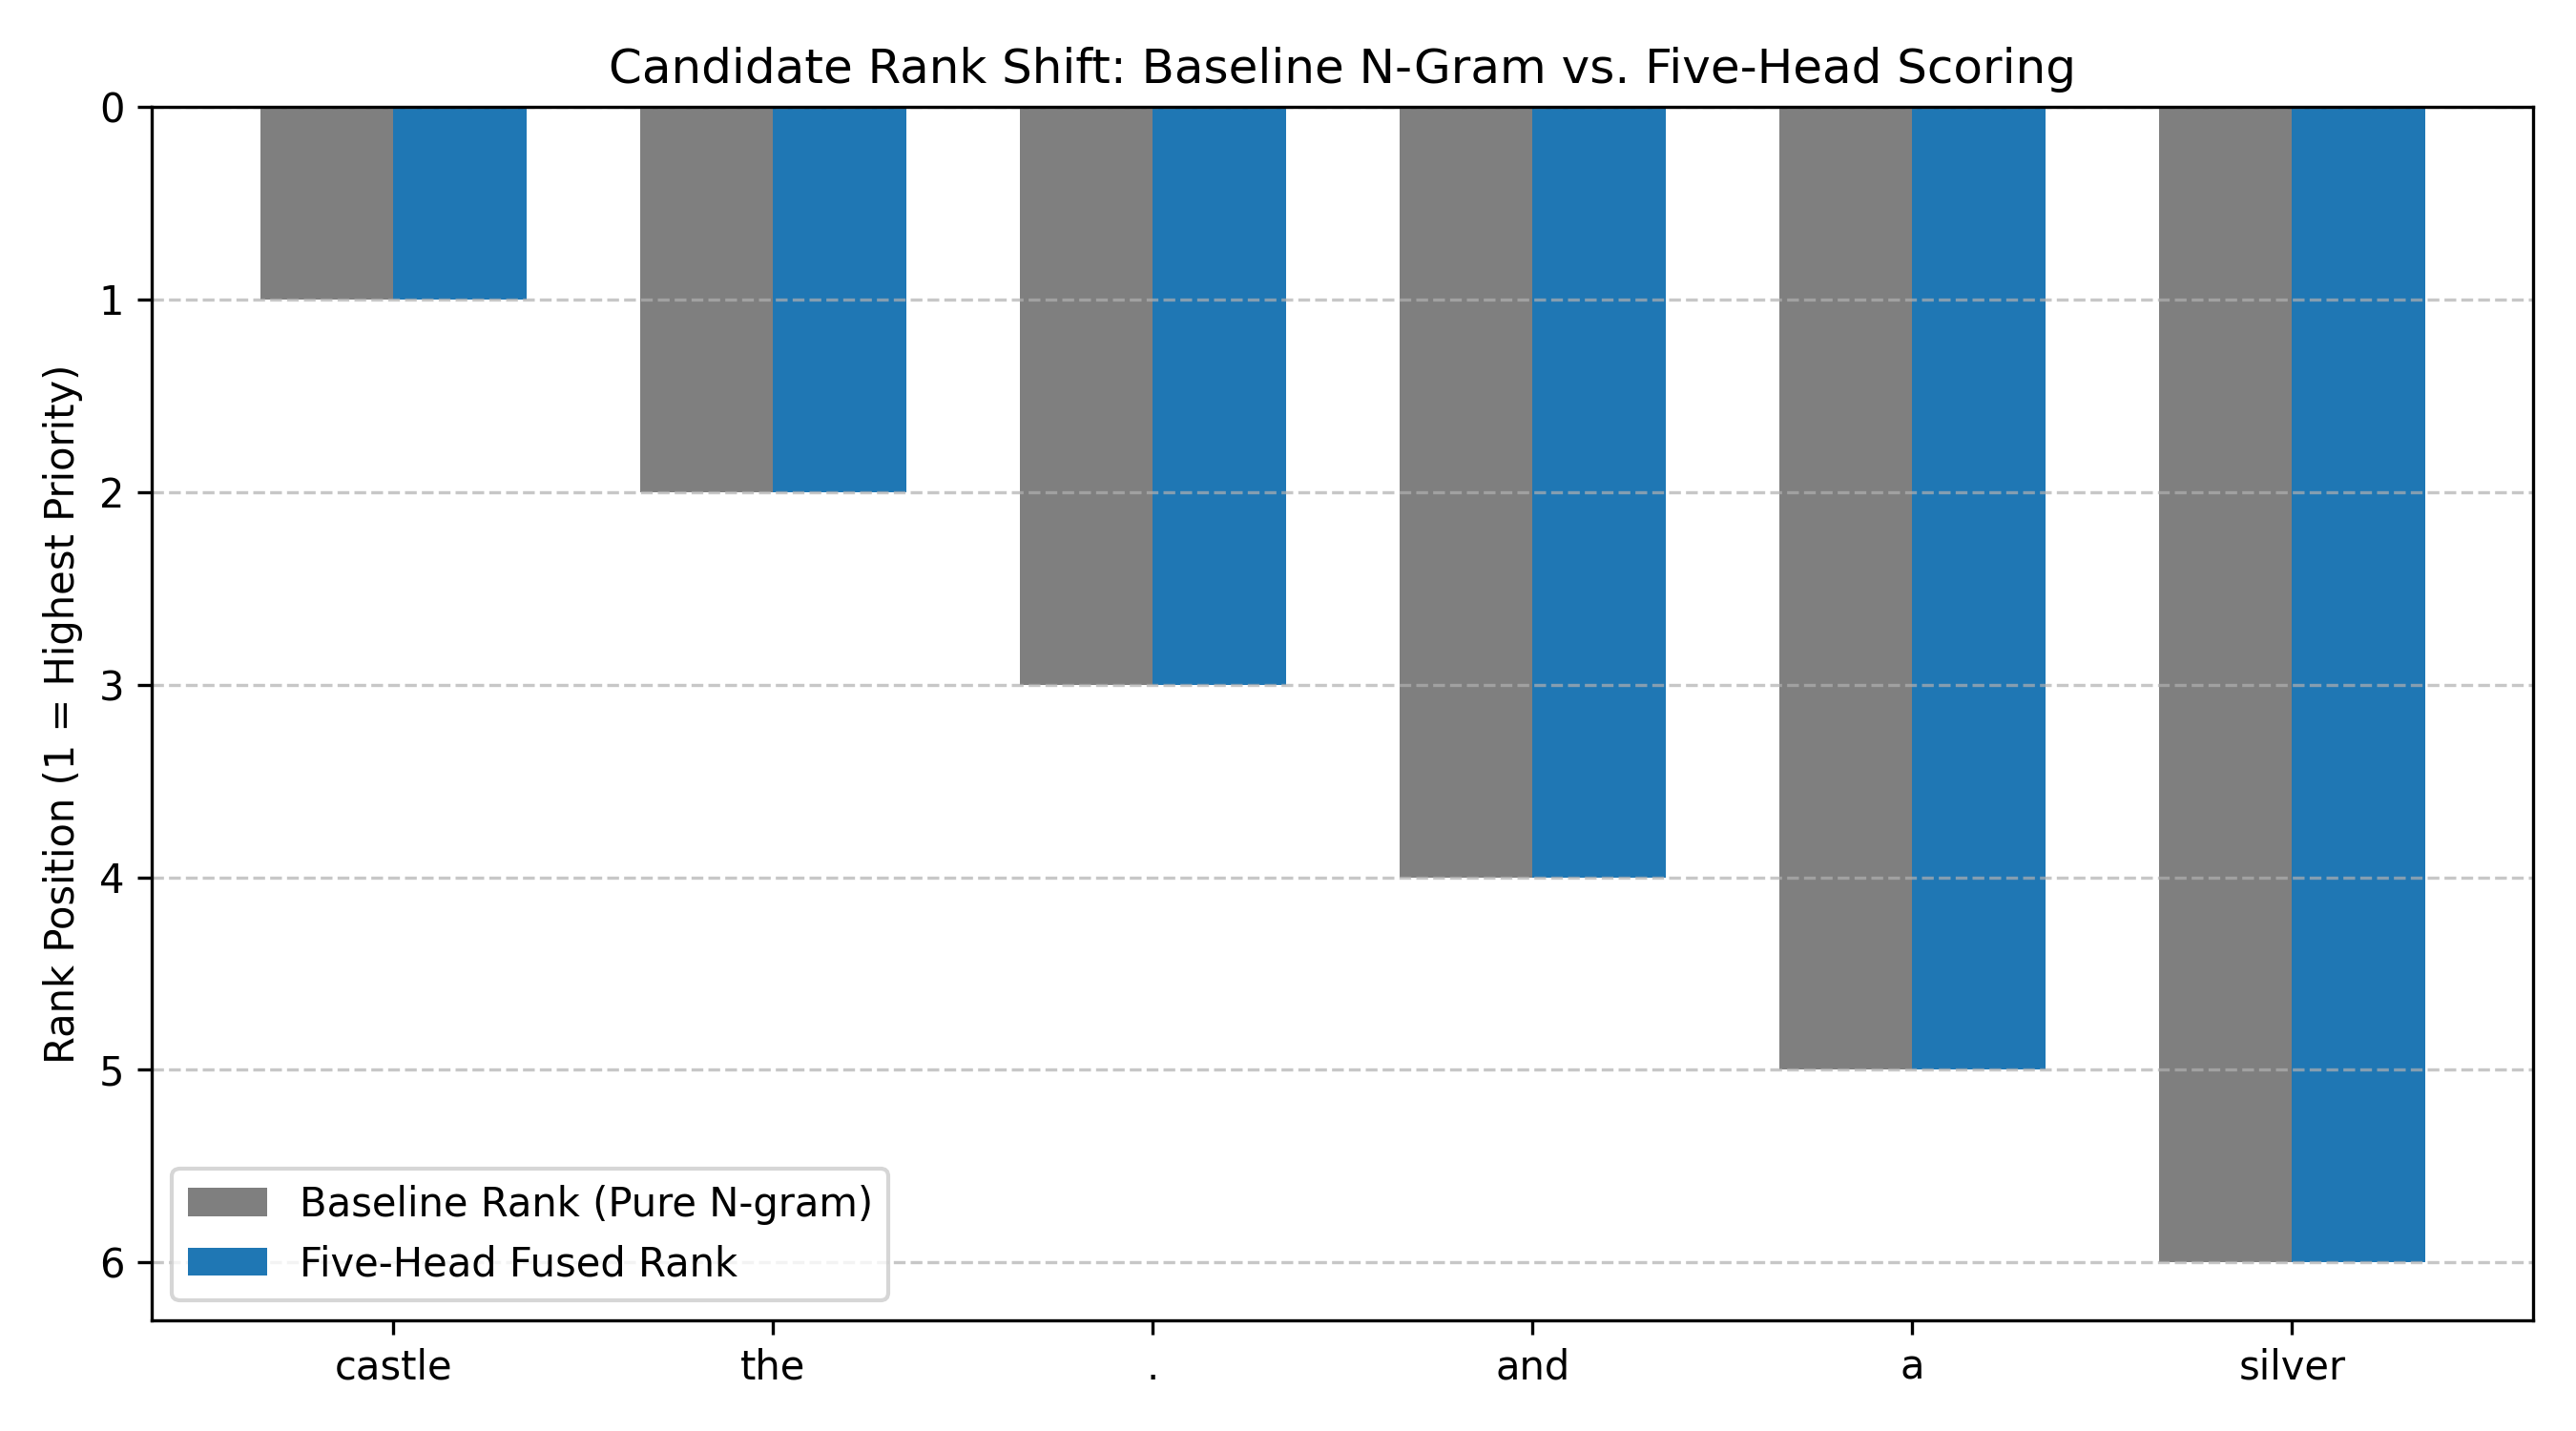 Candidate Rank Shift: Baseline N-Gram vs. Five-Head Scoring
Rank Position (1 = Highest Priority)
0
1
2
3
4
5
6
Baseline Rank (Pure N-gram)
Five-Head Fused Rank
castle the . and a silver